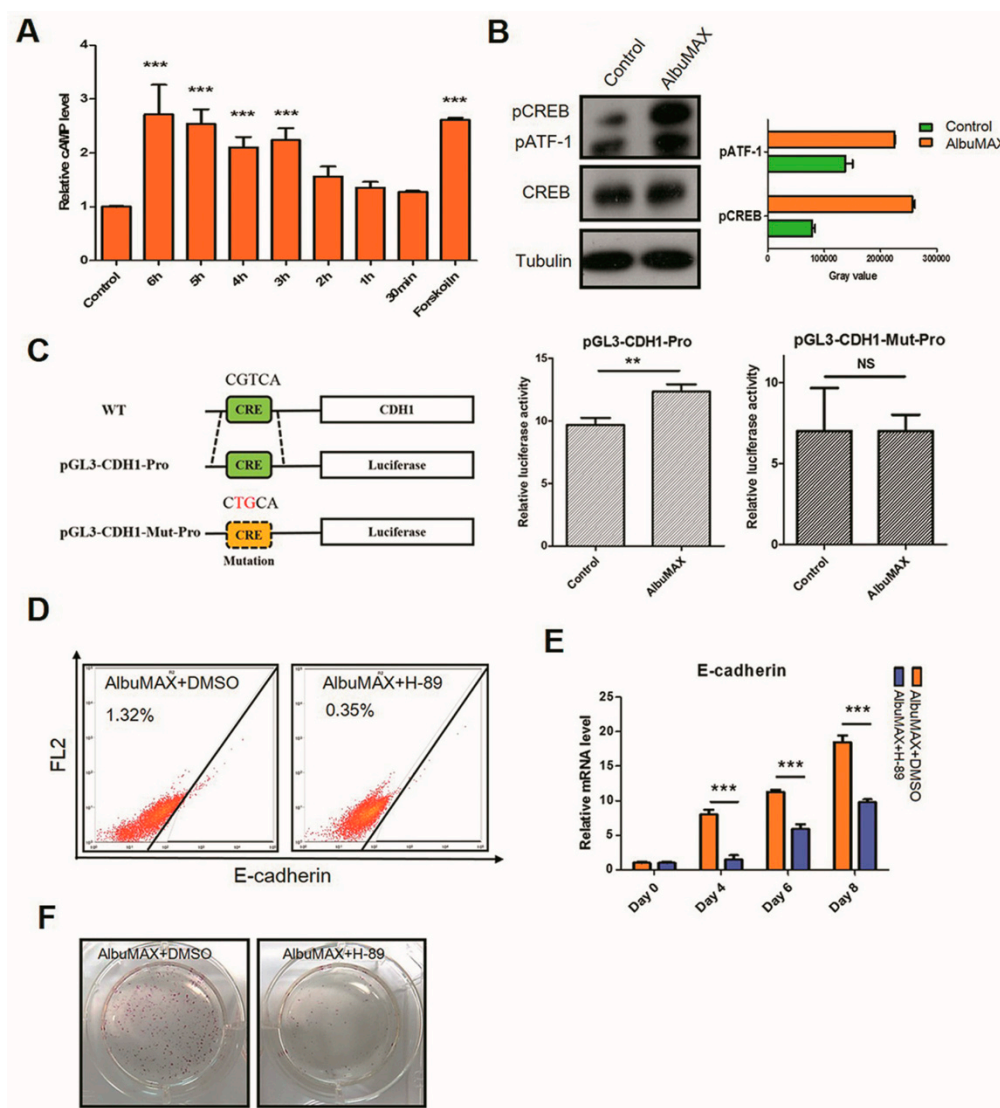 A
Relative cAMP level
4
3
2
1
0
***
***
***
***
***
Control
6h
5h
4h
3h
2h
1h
30min
Forskolin
B
Control
AlbuMAX
pCREB
pATF-1
CREB
Tubulin
Control
AlbuMAX
pATF-1
pCREB
0
100000
200000
300000
Gray value
C
CGTCA
WT
CRE
CDH1
pGL3-CDH1-Pro
CRE
Luciferase
CTGCA
pGL3-CDH1-Mut-Pro
CRE
Luciferase
Mutation
pGL3-CDH1-Pro
**
Relative luciferase activity
15
10
5
0
Control
AlbuMAX
pGL3-CDH1-Mut-Pro
NS
Relative luciferase activity
10
5
0
Control
AlbuMAX
D
FL2
AlbuMAX+DMSO
1.32%
AlbuMAX+H-89
0.35%
E-cadherin
E
E-cadherin
Relative mRNA level
25
20
15
10
5
0
***
***
***
Day 0
Day 4
Day 6
Day 8
AlbuMAX+DMSO
AlbuMAX+H-89
F
AlbuMAX+DMSO
AlbuMAX+H-89